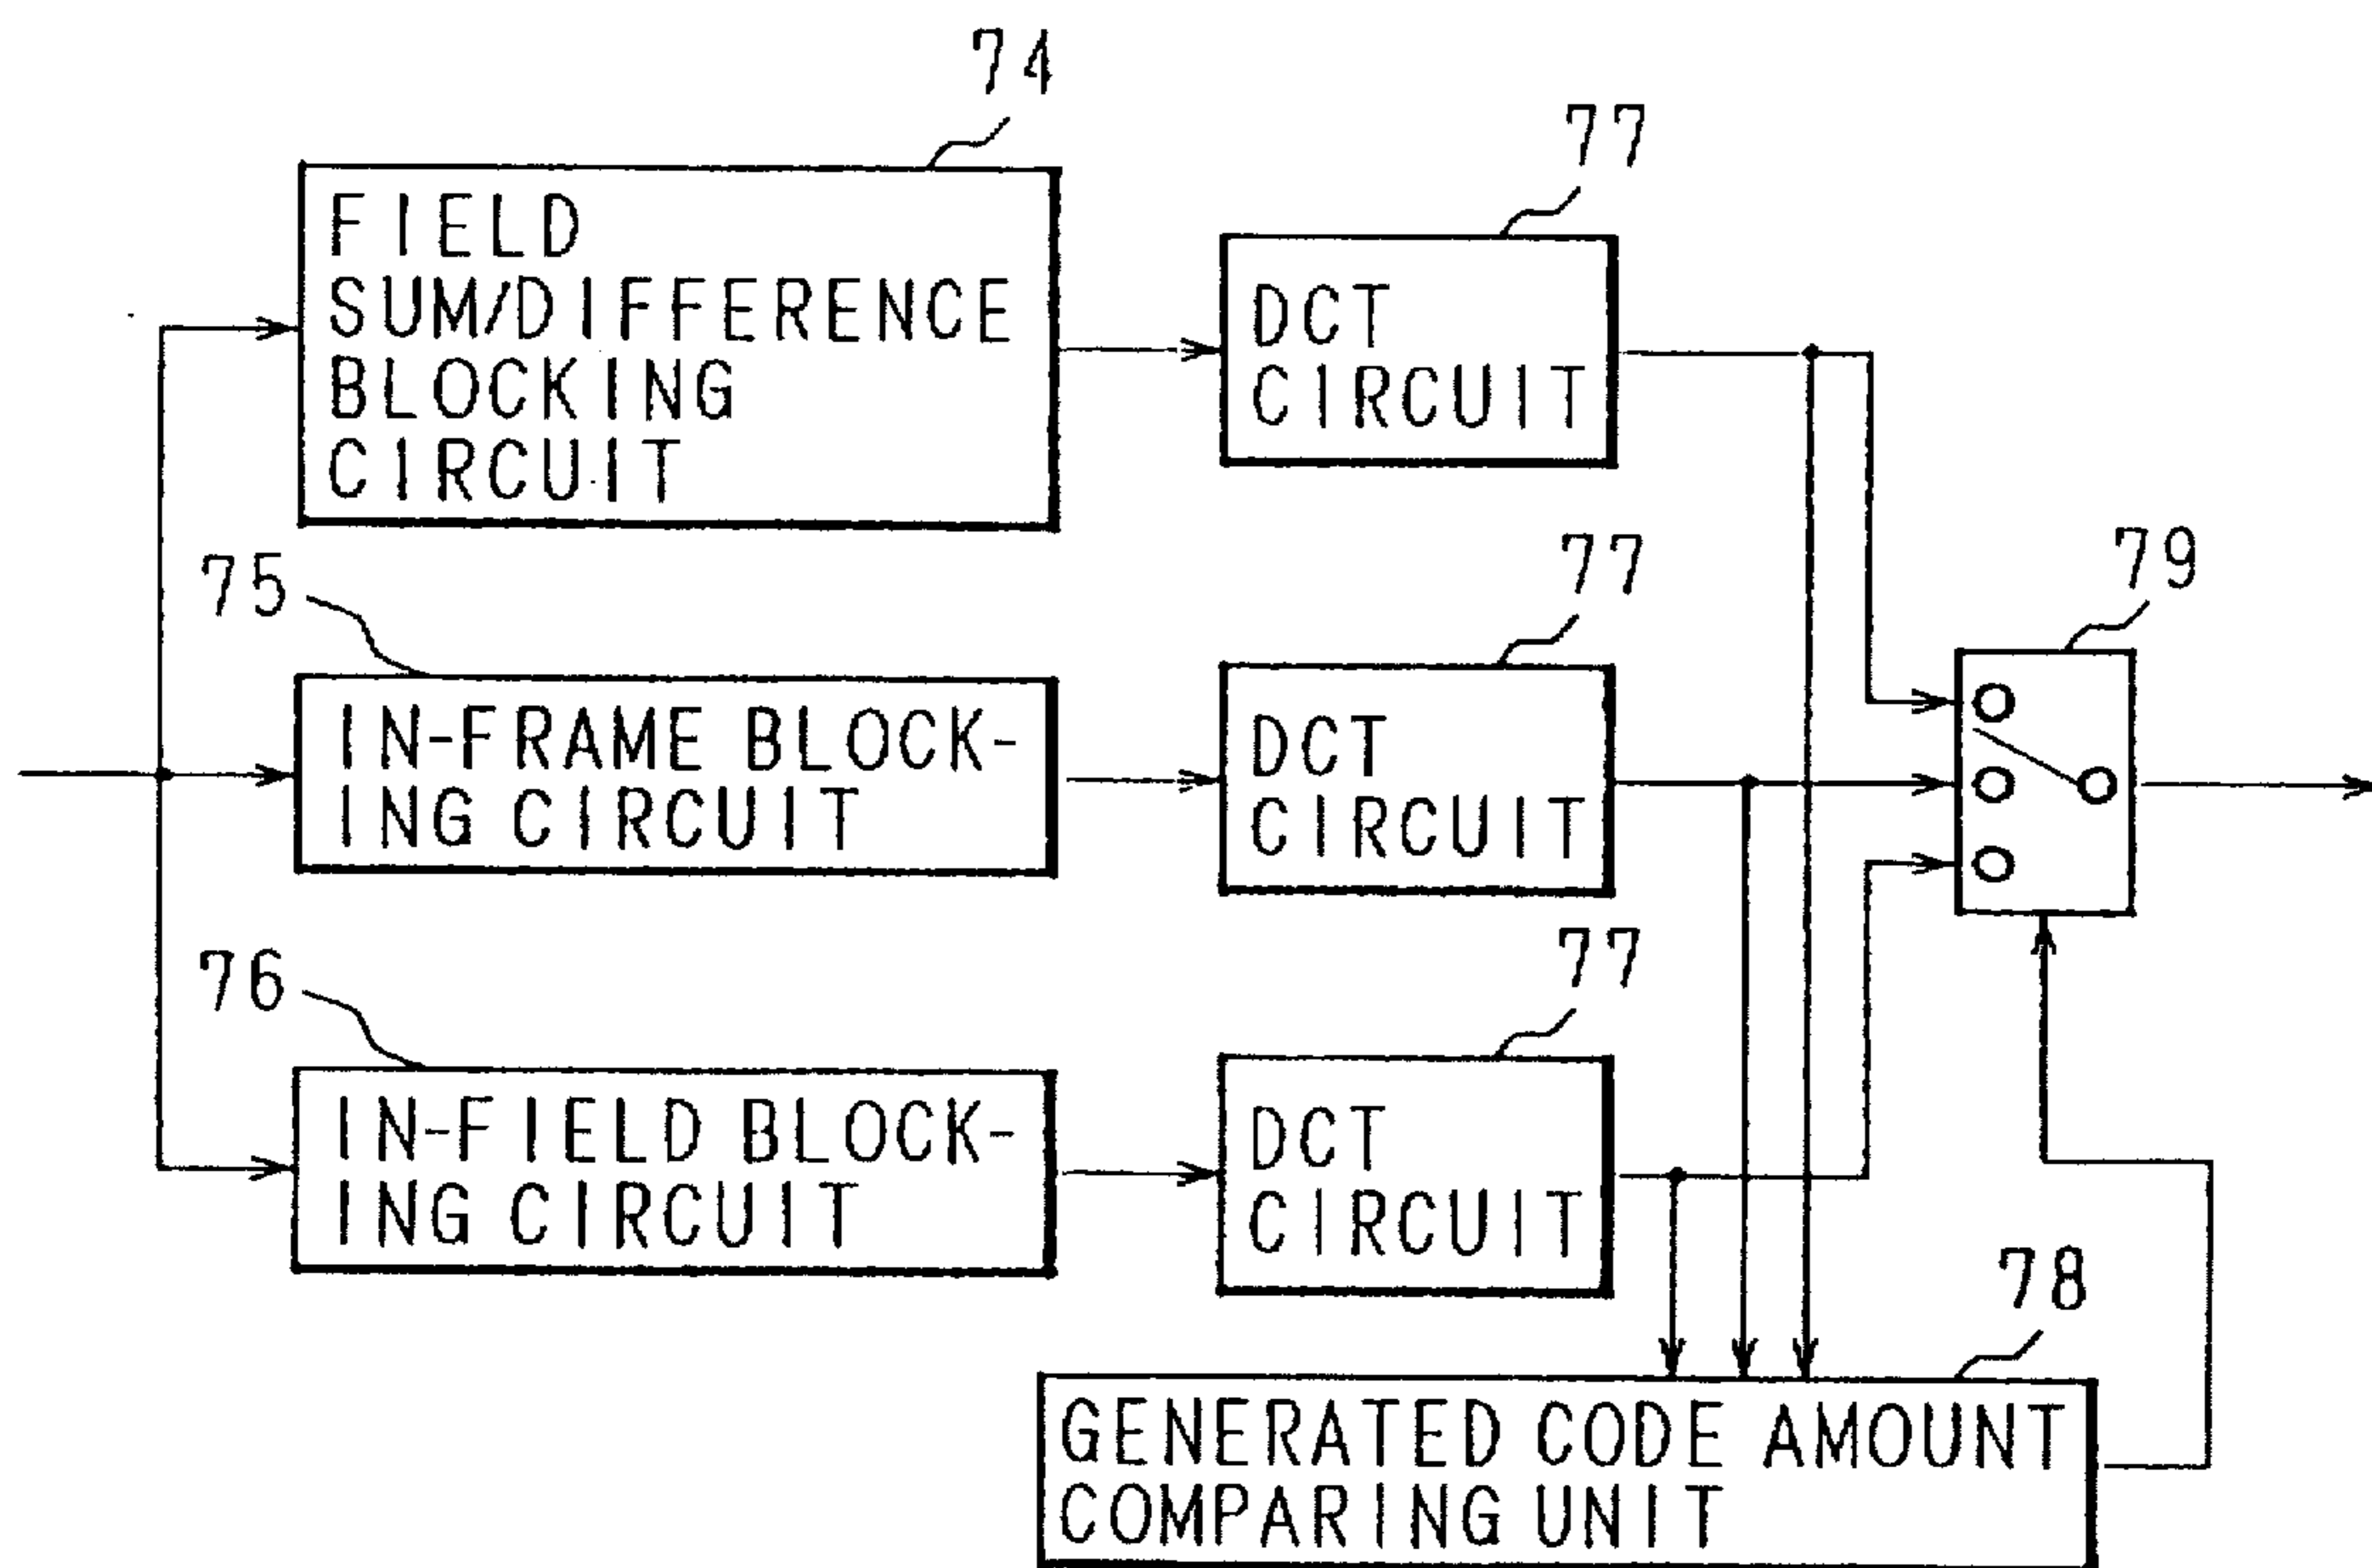 74
77
FIELD
SUM/DIFFERENCE
BLOCKING
CIRCUIT
DCT
CIRCUIT
75
77
79
IN-FRAME BLOCK-
ING CIRCUIT
DCT
CIRCUIT
76
77
IN-FIELD BLOCK-
ING CIRCUIT
DCT
CIRCUIT
78
GENERATED CODE AMOUNT
COMPARING UNIT